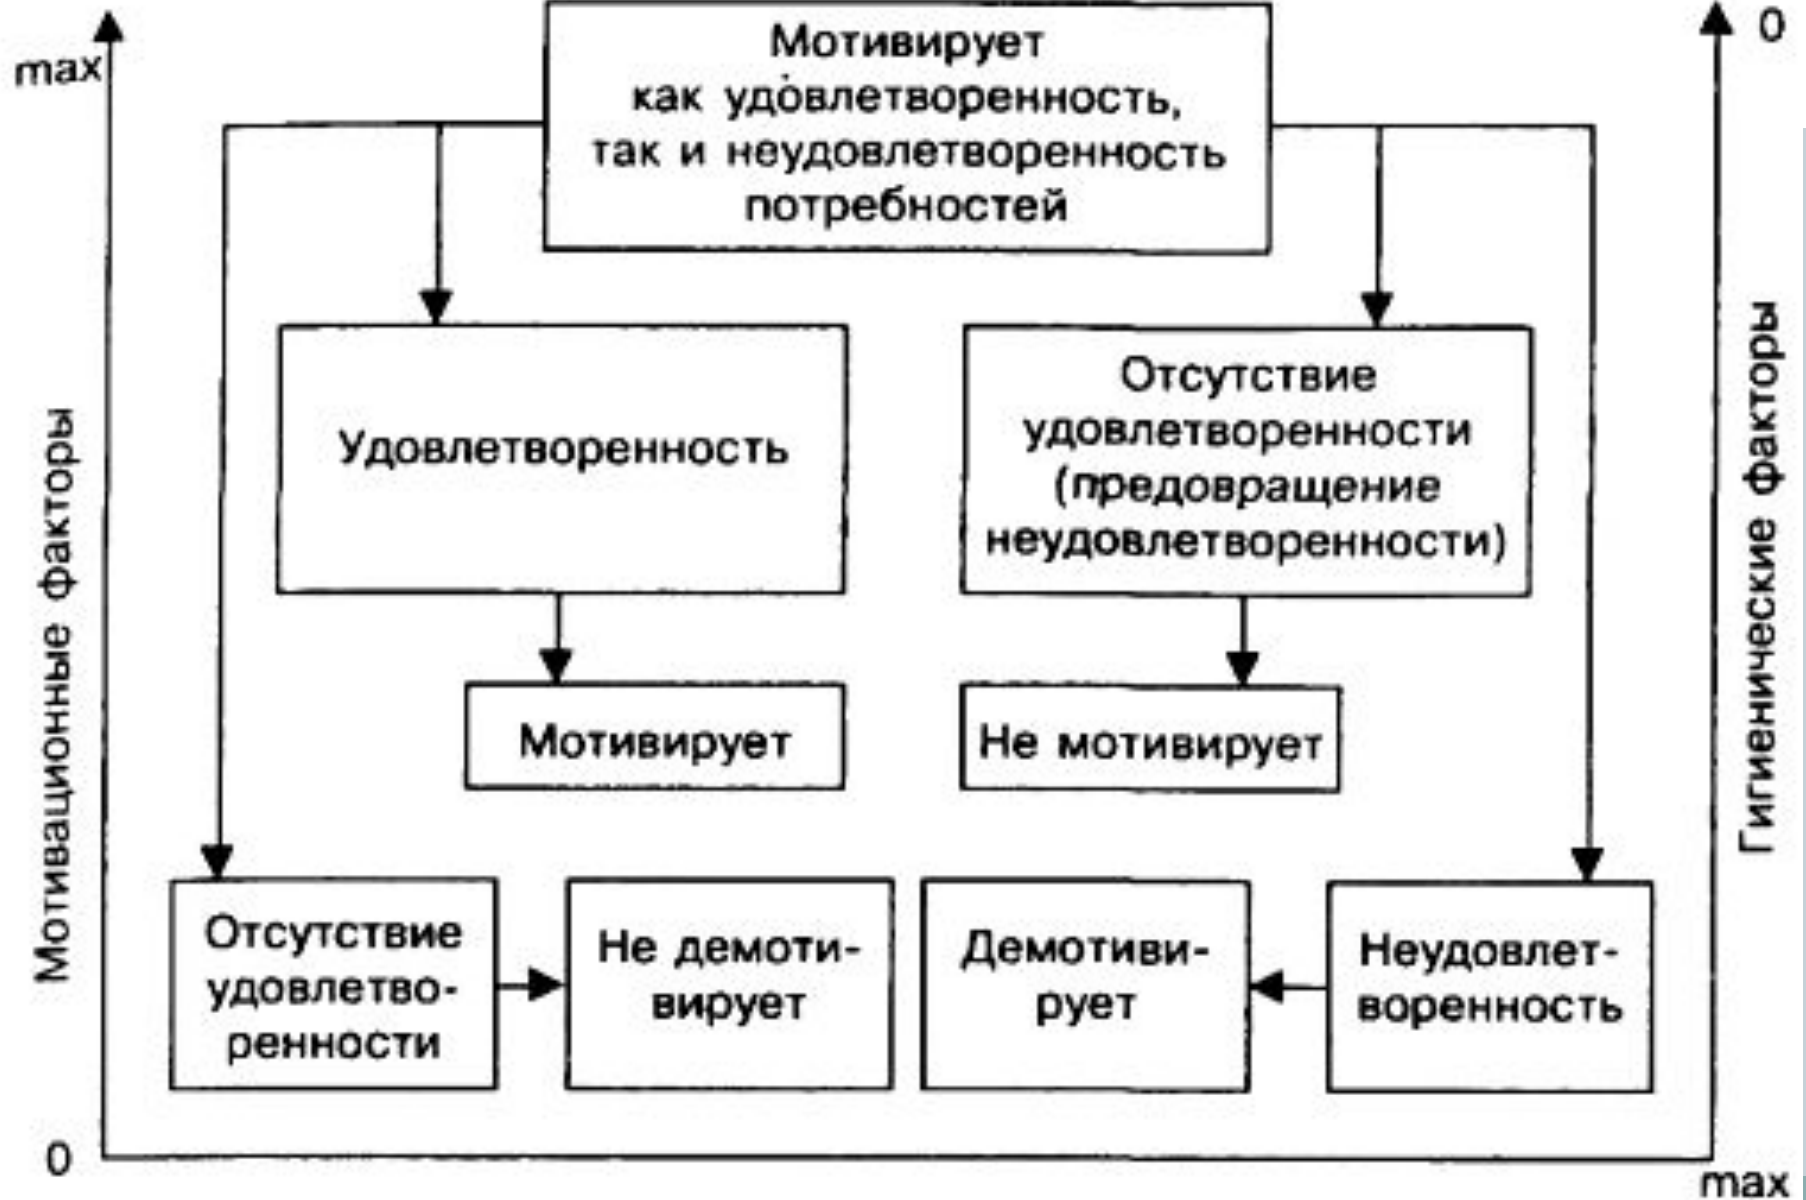 max
0
Мотивирует
как удовлетворенность,
так и неудовлетворенность
потребностей
Мотивационные факторы
Гигиенические факторы
Удовлетворенность
Отсутствие
удовлетворенности
(предовращение
неудовлетворенности)
Мотивирует
Не мотивирует
Отсутствие
удовлетво-
ренности
Не демоти-
вирует
Демотиви-
рует
Неудовлет-
воренность
0
max